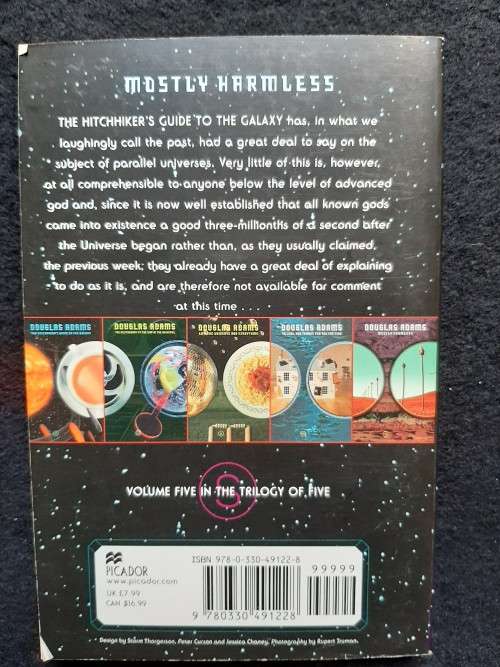 MOSTLY HARMLESS
THE HITCHHIKER'S GUIDE TO THE GALAXY has, in what we
laughingly call the past, had a great deal to say on the
subject of parallel universes. Very little of this is, however,
at all comprehensible to anyone below the level of advanced
god and, since it is now well established that all known gods
came into existence a good three-millionths of a second after
the Universe began rather than, as they usually claimed,
the previous week, they already have a great deal of explaining
to do as it is, and are therefore not available for comment
at this time . . .
DOUGLAS ADAMS DOUGLAS ADAMS DOUGLAS ADAMS DOUGLAS ADAMS DOUGLAS ADAMS
MOSTLY HARMLESS
5
VOLUME FIVE IN THE TRILOGY OF FIVE
PICADOR
www.picador.com
UK £7.99
CAN $16.99
ISBN 978-0-330-49122-8
99999
9 780330 491228
Design by Storm Thorgerson, Peter Curzon and Jessica Chaney. Photography by Rupert Truman.